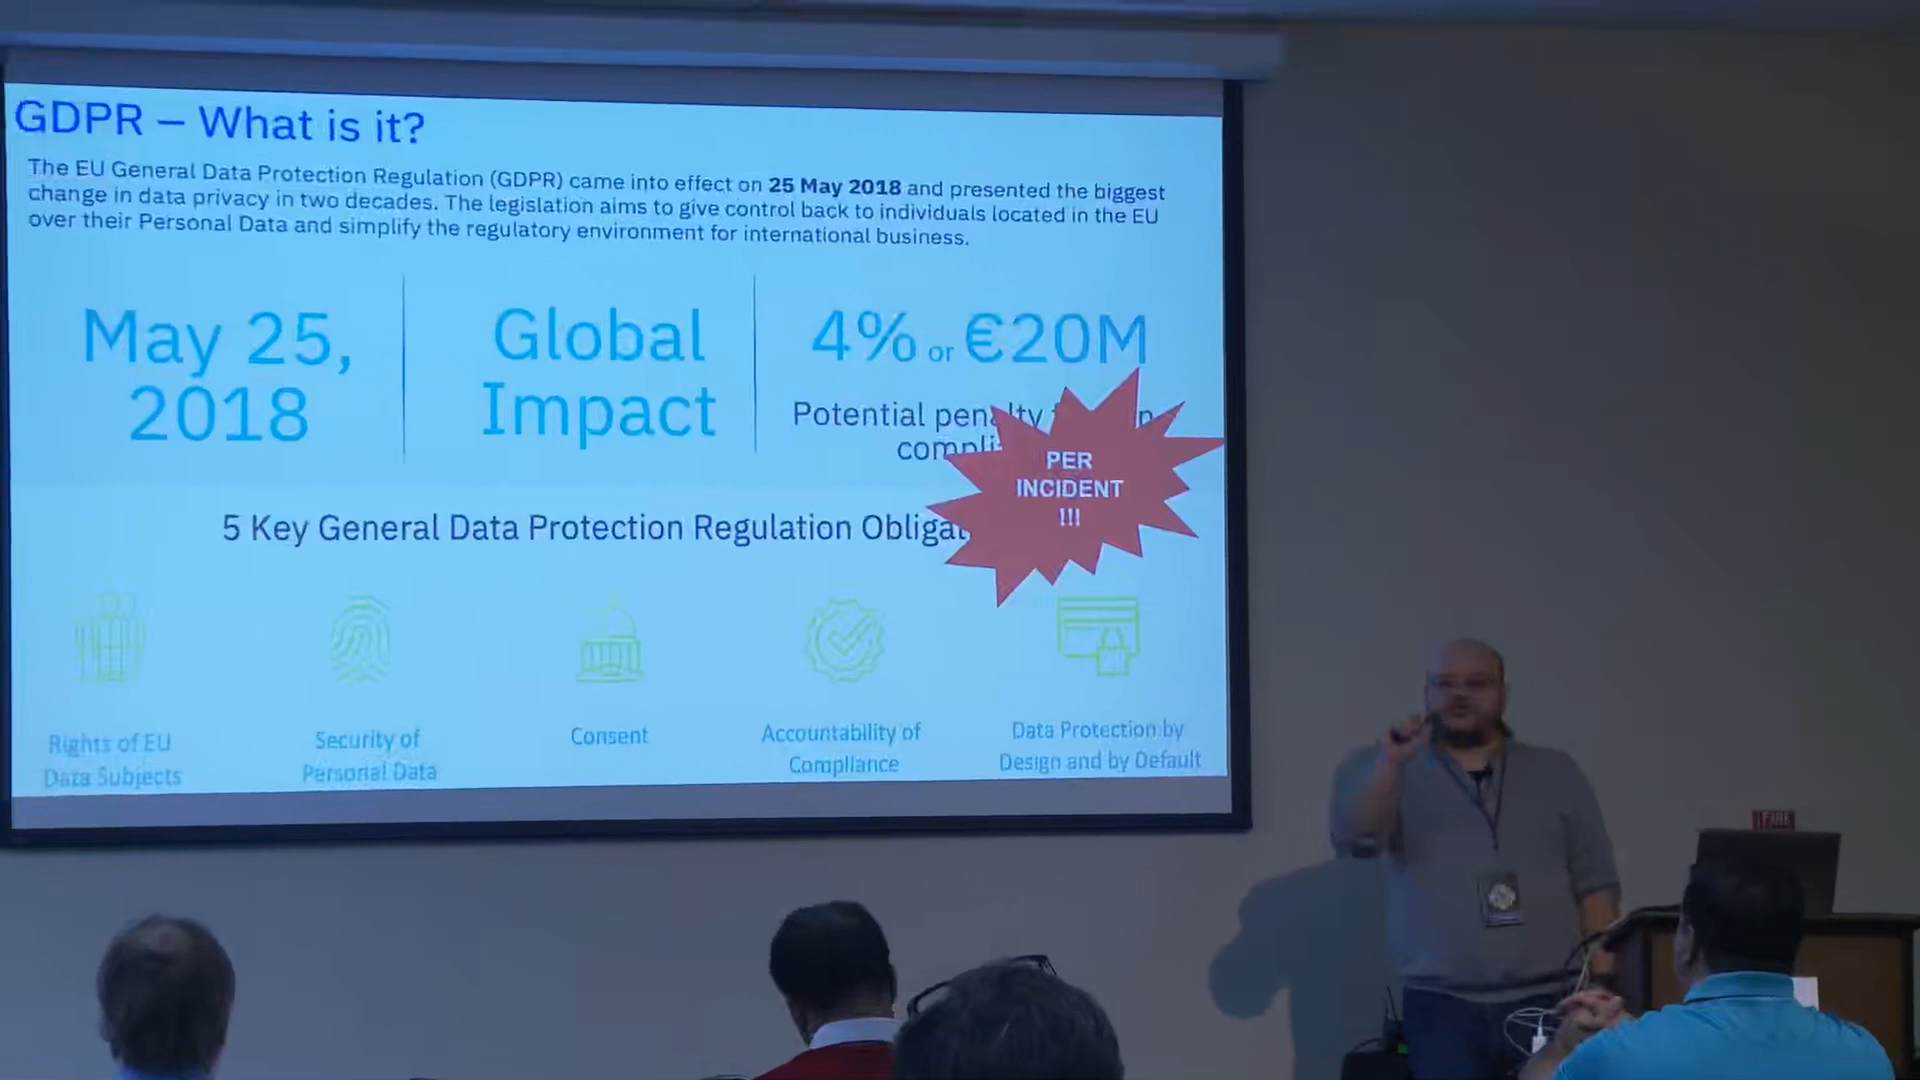 GDPR – What is it?
The EU General Data Protection Regulation (GDPR) came into effect on 25 May 2018 and presented the biggest
change in data privacy in two decades. The legislation aims to give control back to individuals located in the EU
over their Personal Data and simplify the regulatory environment for international business.
May 25,
2018
Global
Impact
4% or €20M
Potential penalty
compli
PER
INCIDENT
!!!
5 Key General Data Protection Regulation Obligat
Rights of EU
Data Subjects
Security of
Personal Data
Consent
Accountability of
Compliance
Data Protection by
Design and by Default
FIRE